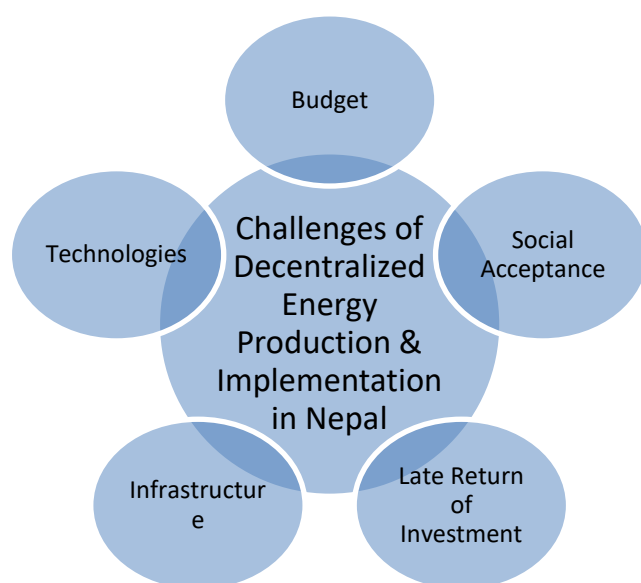 Budget
Technologies
Challenges of
Decentralized
Energy
Production &
Implementation
in Nepal
Social
Acceptance
Infrastructur
e
Late Return
of
Investment